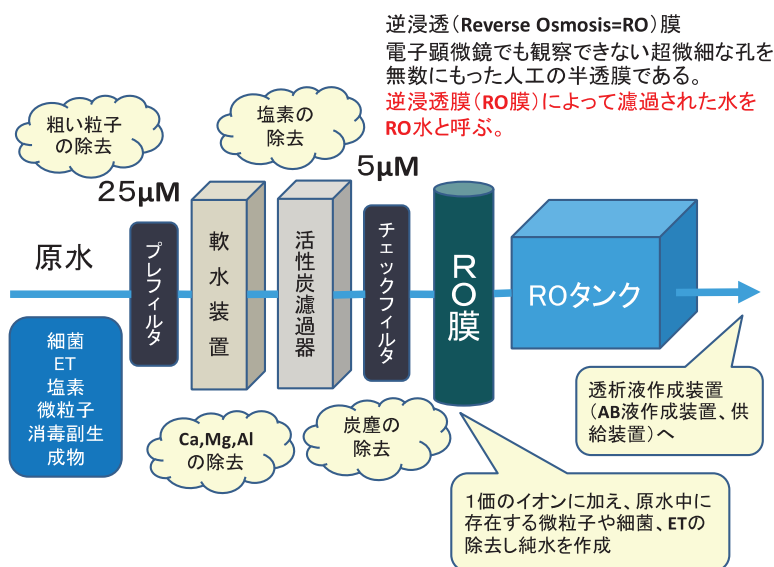 逆浸透（Reverse Osmosis=RO）膜
電子顕微鏡でも観察できない超微細な孔を
無数にもった人工の半透膜である。
逆浸透膜（RO膜）によって濾過された水を
RO水と呼ぶ。
粗い粒子
の除去
塩素の
除去
25μM
5μM
原水
プレフィルタ
軟水装置
活性炭濾過器
チェックフィルタ
RO膜
ROタンク
細菌
ET
塩素
微粒子
消毒副生
成物
Ca,Mg,Al
の除去
炭塵の
除去
透析液作成装置
（AB液作成装置、供
給装置）へ
１価のイオンに加え、原水中に
存在する微粒子や細菌、ETの
除去し純水を作成